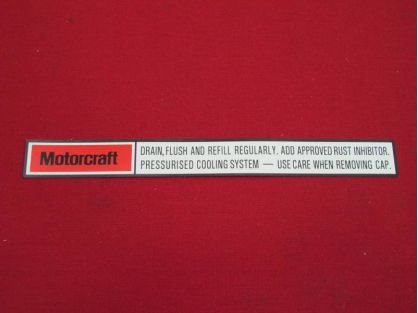 Motorcraft
DRAIN, FLUSH AND REFILL REGULARLY. ADD APPROVED RUST INHIBITOR.
PRESSURISED COOLING SYSTEM — USE CARE WHEN REMOVING CAP.